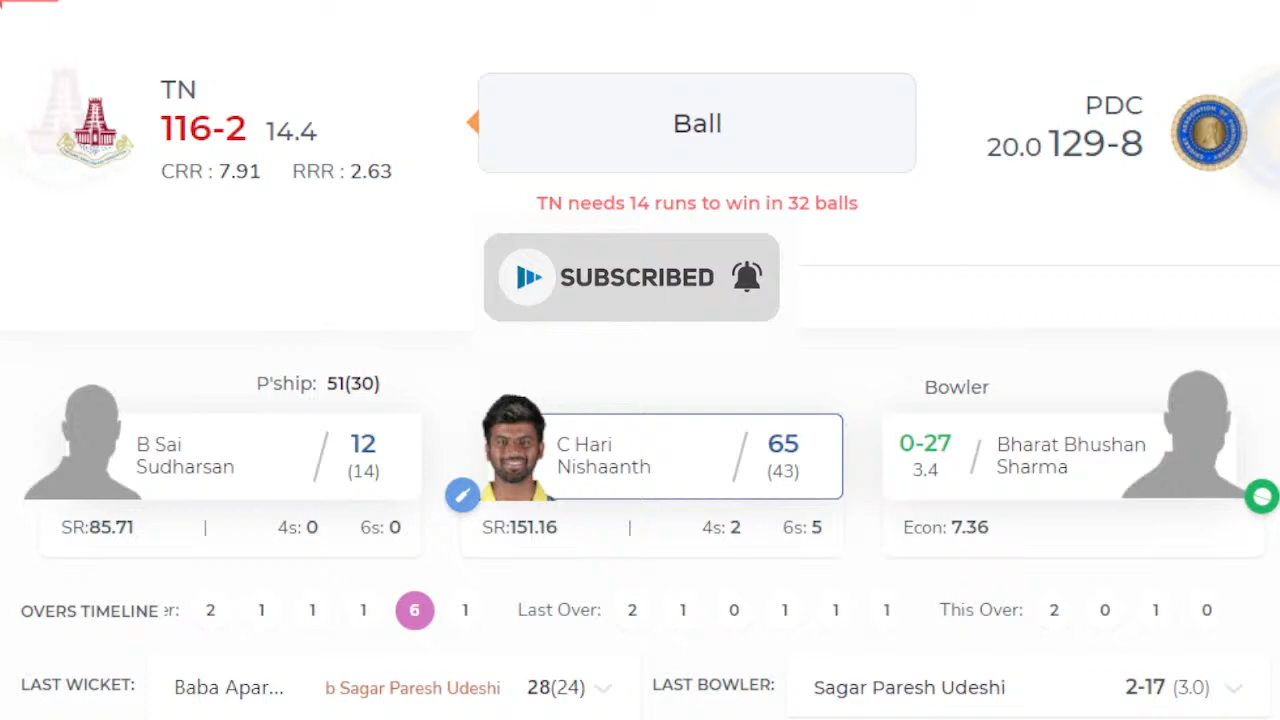 TN
116-2 14.4
CRR : 7.91 RRR : 2.63
Ball
TN needs 14 runs to win in 32 balls
PDC
20.0 129-8
SUBSCRIBED
P'ship: 51(30)
B Sai
Sudharsan
12
(14)
SR:85.71 | 4s: 0 6s: 0
C Hari
Nishaanth
65
(43)
SR:151.16 | 4s: 2 6s: 5
Bowler
0-27
3.4
Bharat Bhushan
Sharma
Econ: 7.36
OVERS TIMELINE er: 2 1 1 1 6 1 Last Over: 2 1 0 1 1 1 This Over: 2 0 1 0
LAST WICKET: Baba Apar... b Sagar Paresh Udeshi 28(24)
LAST BOWLER: Sagar Paresh Udeshi 2-17 (3.0)